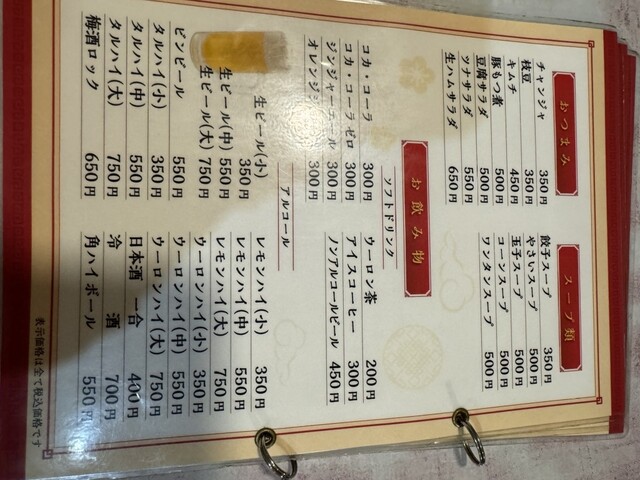 おつまみ
チャンジャ 350円
枝豆 350円
キムチ 450円
豚もつ煮 500円
豆腐サラダ 500円
ツナサラダ 550円
生ハムサラダ 650円
スープ類
餃子スープ 350円
やさいスープ 500円
玉子スープ 500円
コーンスープ 500円
ワンタンスープ 500円
お飲み物
ソフトドリンク
コカ・コーラ 300円
コカ・コーラゼロ 300円
ジンジャーエール 300円
オレンジジュース 300円
ウーロン茶 200円
アイスコーヒー 300円
ノンアルコールビール 450円
アルコール
生ビール(小) 350円
生ビール(中) 550円
生ビール(大) 750円
ビンビール 550円
タルハイ(小) 350円
タルハイ(中) 550円
タルハイ(大) 750円
梅酒ロック 650円
レモンハイ(小) 350円
レモンハイ(中) 550円
レモンハイ(大) 750円
ウーロンハイ(小) 350円
ウーロンハイ(中) 550円
ウーロンハイ(大) 750円
日本酒 一合 400円
冷酒 700円
角ハイボール 550円
表示価格は全て税込価格です